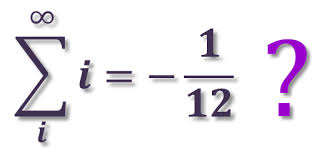 ∞
∑ i = − 1/12 ?
i